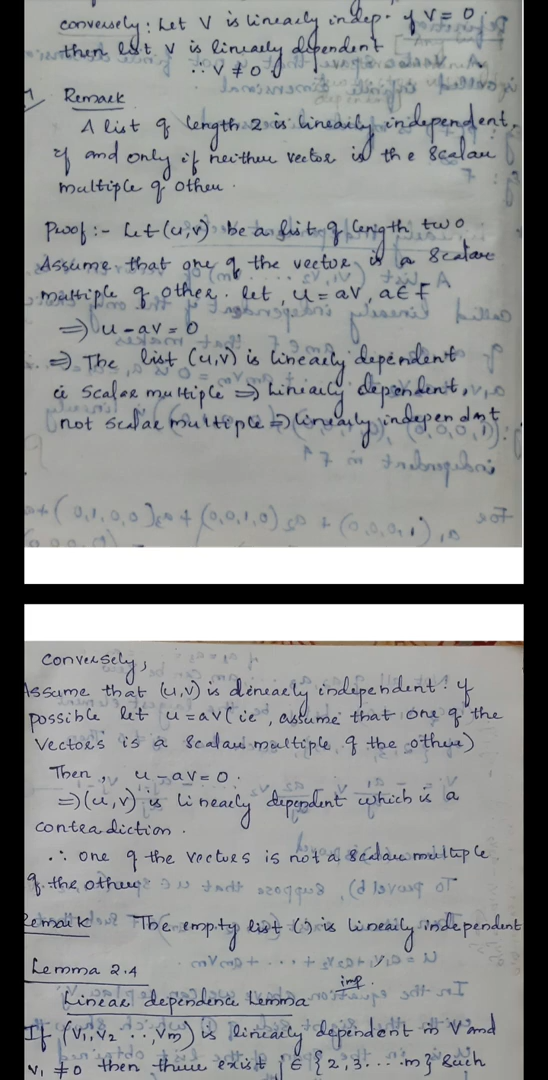 conversely: Let V is linearly indep. If V = 0
then list V is linearly dependent
∴ V ≠ 0
Remark
A list of length 2 is linearly independent,
if and only if neither vector is the scalar
multiple of other.
Proof :- Let (u,v) be a list of length two
Assume that one of the vector is a scalar
multiple of other. let, u = av, a ∈ F
⇒ u - av = 0
⇒ The list (u,v) is linearly dependent
ie scalar multiple ⇒ Linearly dependent,
not scalar multiple ⇒ linearly independent
conversely,
Assume that (u,v) is linearly independent. If
possible let u = av (ie, assume that one of the
vectors is a scalar multiple of the other)
Then, u - av = 0.
⇒ (u,v) is linearly dependent which is a
contradiction.
∴ one of the vectors is not a scalar multiple
of the other
Remark The empty list () is linearly independent
Lemma 2.4
imp
Linear dependence Lemma
If (V1, V2 ..., Vm) is linearly dependent in V and
V1 ≠ 0 then there exist j ∈ {2, 3....m} such